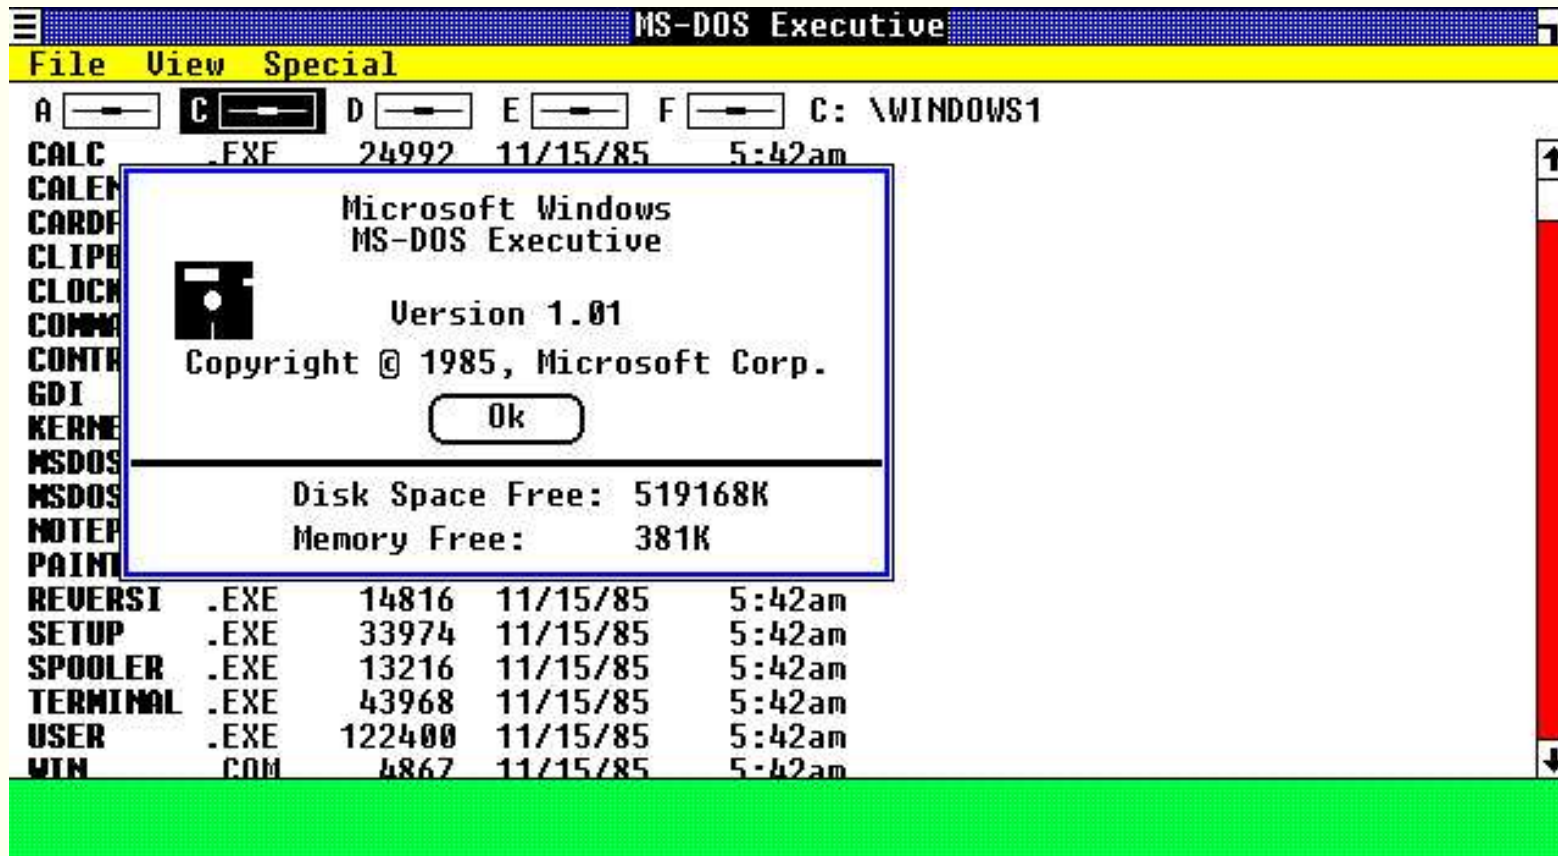 MS-DOS Executive
File View Special
A C D E F C: \WINDOWS1
CALC .EXE 24992 11/15/85 5:42am
CALEN
CARDF
CLIPB
CLOCK
COMMA
CONTR
GDI
KERNE
MSDOS
MSDOS
NOTEP
PAINT
Microsoft Windows
MS-DOS Executive
Version 1.01
Copyright © 1985, Microsoft Corp.
Ok
Disk Space Free: 519168K
Memory Free: 381K
REVERSI .EXE 14816 11/15/85 5:42am
SETUP .EXE 33974 11/15/85 5:42am
SPOOLER .EXE 13216 11/15/85 5:42am
TERMINAL .EXE 43968 11/15/85 5:42am
USER .EXE 122400 11/15/85 5:42am
WIN .COM 4867 11/15/85 5:42am